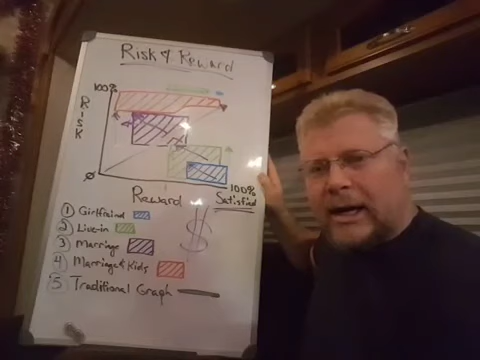 Risk & Reward
100%
RISK
Ø
100%
Reward Satisfied
① Girlfriend
② Live-in
③ Marriage
$
④ Marriage & Kids
⑤ Traditional Graph